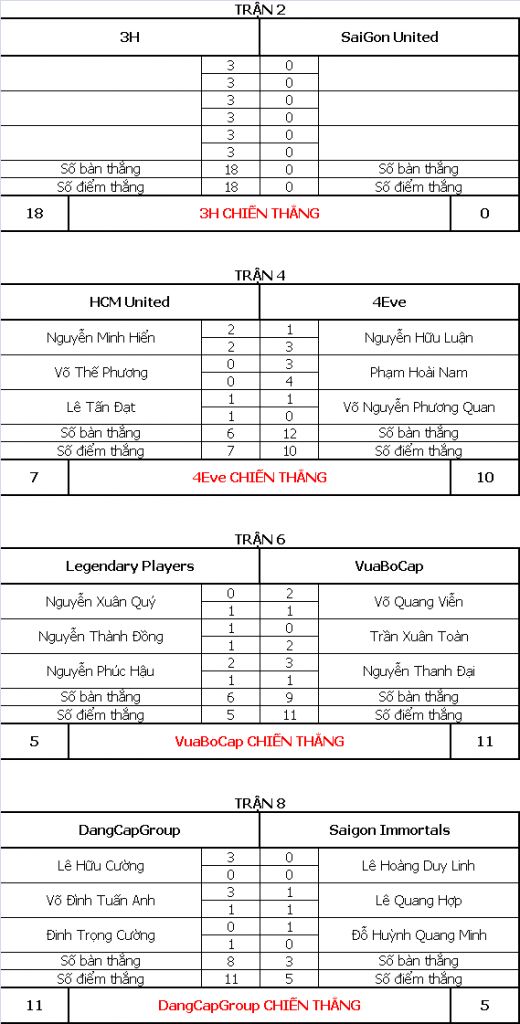 TRẬN 2
3H SaiGon United
3 0
3 0
3 0
3 0
3 0
3 0
Số bàn thắng 18 0 Số bàn thắng
Số điểm thắng 18 0 Số điểm thắng
18 3H CHIẾN THẮNG 0
TRẬN 4
HCM United 4Eve
Nguyễn Minh Hiển 2 1 Nguyễn Hữu Luận
2 3
Võ Thế Phương 0 3 Phạm Hoài Nam
0 4
Lê Tấn Đạt 1 1 Võ Nguyễn Phương Quan
1 0
Số bàn thắng 6 12 Số bàn thắng
Số điểm thắng 7 10 Số điểm thắng
7 4Eve CHIẾN THẮNG 10
TRẬN 6
Legendary Players VuaBoCap
Nguyễn Xuân Quý 0 2 Võ Quang Viễn
1 1
Nguyễn Thành Đồng 1 0 Trần Xuân Toàn
1 2
Nguyễn Phúc Hậu 2 3 Nguyễn Thanh Đại
1 1
Số bàn thắng 6 9 Số bàn thắng
Số điểm thắng 5 11 Số điểm thắng
5 VuaBoCap CHIẾN THẮNG 11
TRẬN 8
DangCapGroup Saigon Immortals
Lê Hữu Cường 3 0 Lê Hoàng Duy Linh
0 0
Võ Đình Tuấn Anh 3 1 Lê Quang Hợp
1 1
Đinh Trọng Cường 0 1 Đỗ Huỳnh Quang Minh
1 0
Số bàn thắng 8 3 Số bàn thắng
Số điểm thắng 11 5 Số điểm thắng
11 DangCapGroup CHIẾN THẮNG 5